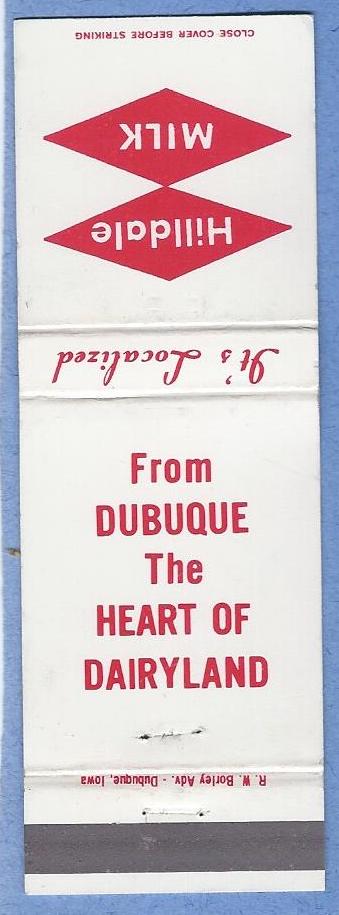 CLOSE COVER BEFORE STRIKING
Hilldale
MILK
It's Localized
From
DUBUQUE
The
HEART OF
DAIRYLAND
R. W. Borley Adv. - Dubuque, Iowa